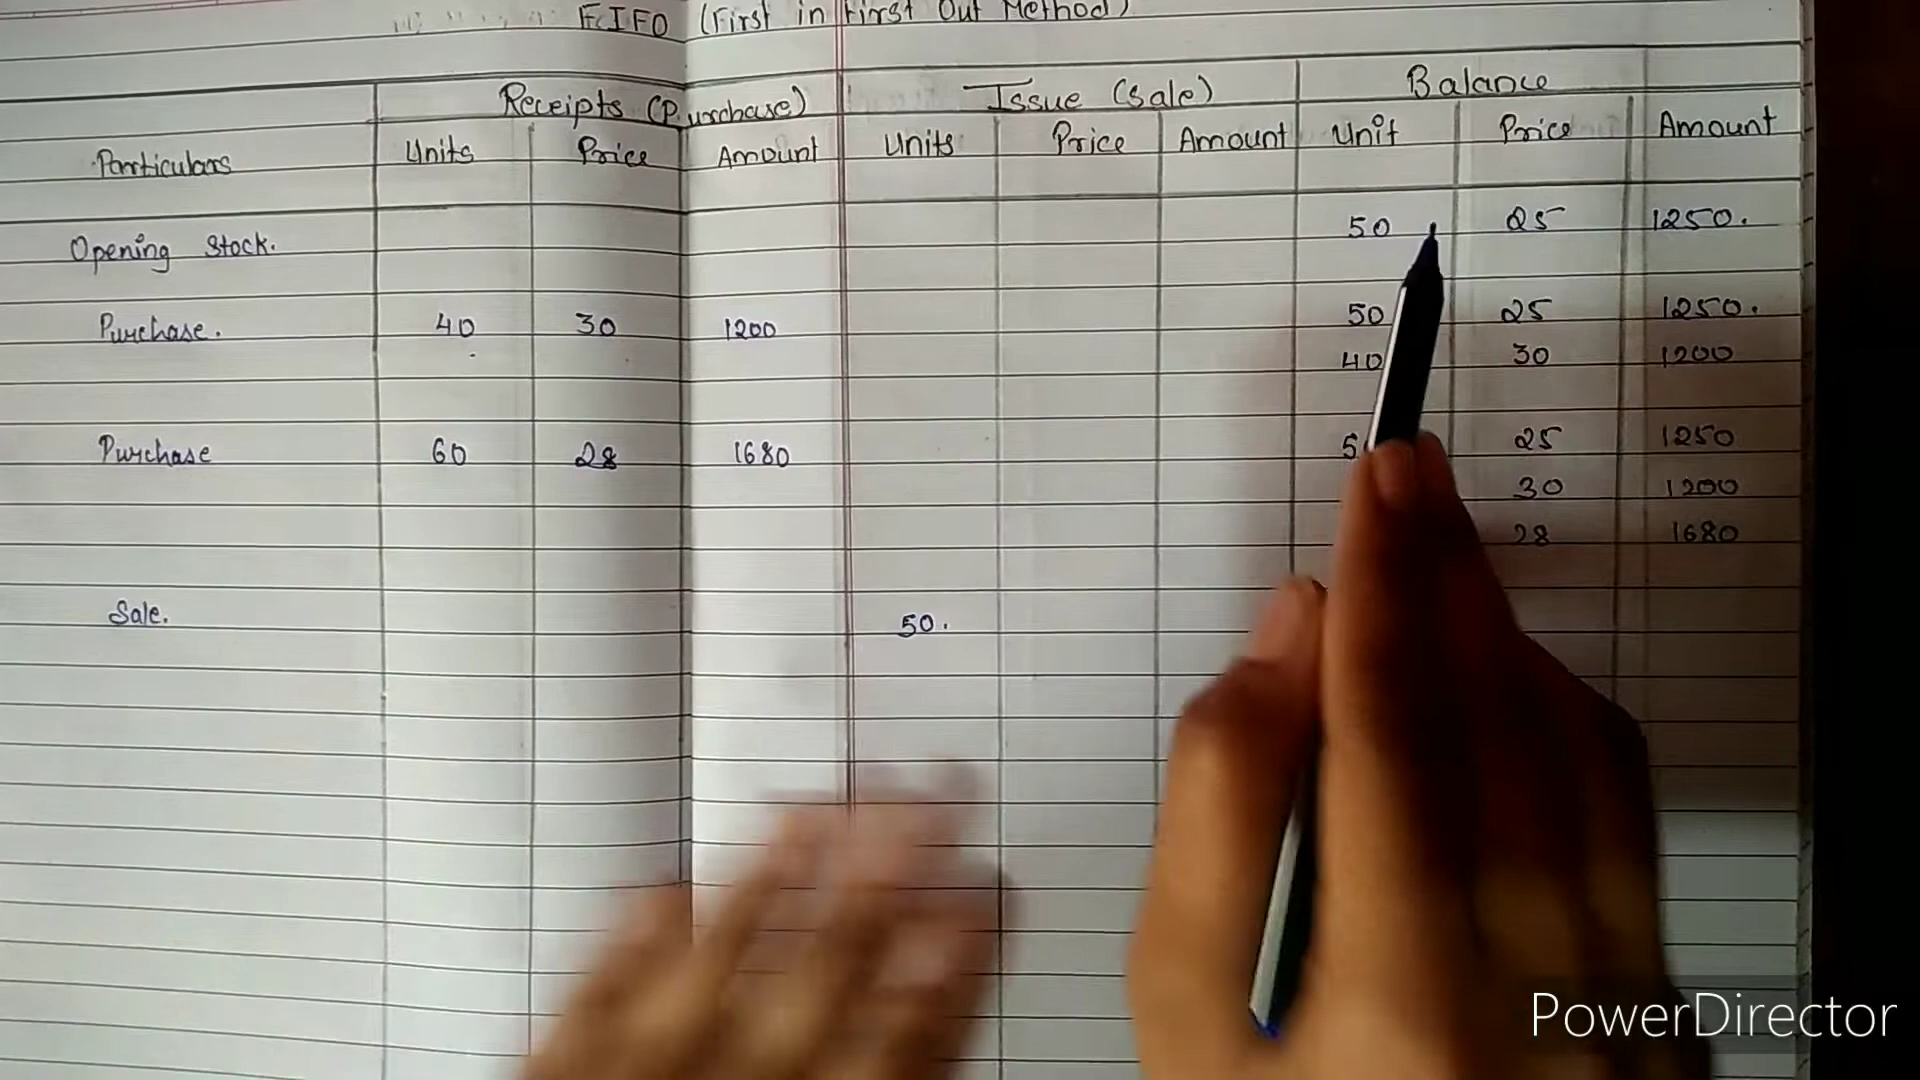 FIFO (First in First Out Method)
Receipts (Purchase) Issue (Sale) Balance
Particulars Units Price Amount Units Price Amount Unit Price Amount
Opening Stock. 50 25 1250.
Purchase. 40 30 1200 50 25 1250.
40 30 1200
Purchase 60 28 1680 25 1250
30 1200
28 1680
Sale. 50.
PowerDirector